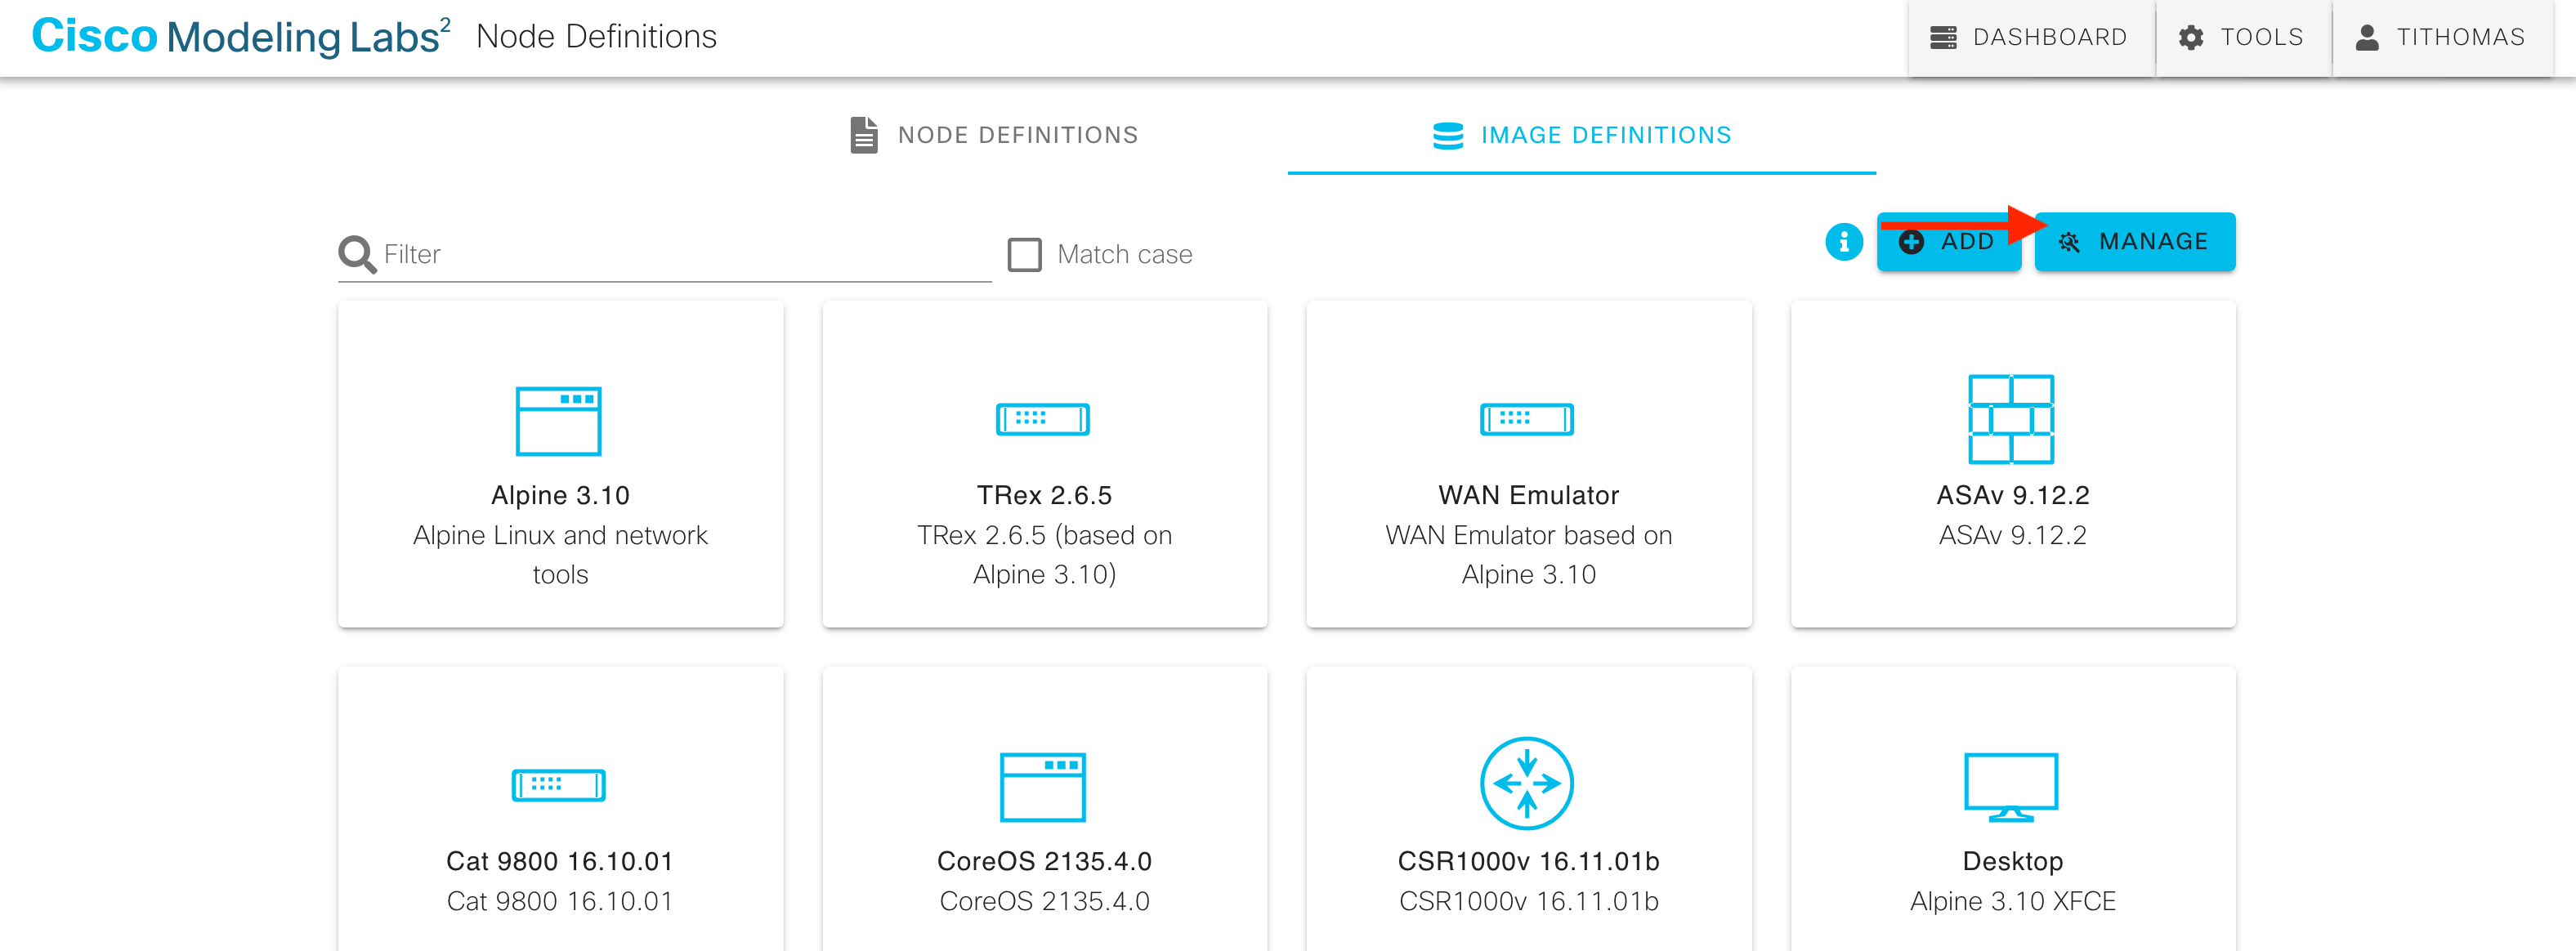 Cisco Modeling Labs² Node Definitions DASHBOARD TOOLS TITHOMAS
NODE DEFINITIONS IMAGE DEFINITIONS
Filter Match case ADD MANAGE
Alpine 3.10
Alpine Linux and network
tools
TRex 2.6.5
TRex 2.6.5 (based on
Alpine 3.10)
WAN Emulator
WAN Emulator based on
Alpine 3.10
ASAv 9.12.2
ASAv 9.12.2
Cat 9800 16.10.01
Cat 9800 16.10.01
CoreOS 2135.4.0
CoreOS 2135.4.0
CSR1000v 16.11.01b
CSR1000v 16.11.01b
Desktop
Alpine 3.10 XFCE